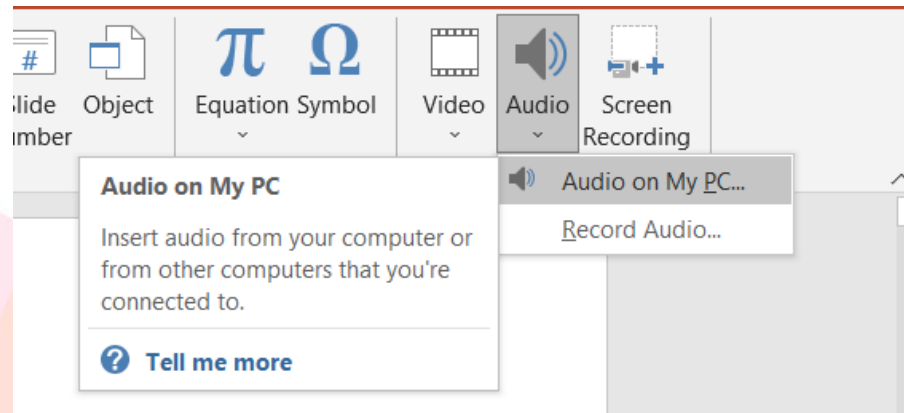 #
Slide
Number
Object
π
Equation
Ω
Symbol
Video
Audio
Screen
Recording
Audio on My PC...
Record Audio...
Audio on My PC
Insert audio from your computer or
from other computers that you're
connected to.
? Tell me more